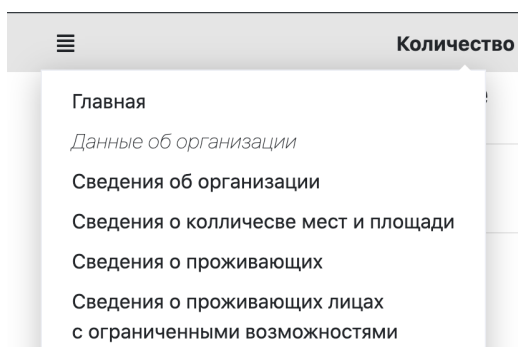 Количество
Главная
Данные об организации
Сведения об организации
Сведения о колличесве мест и площади
Сведения о проживающих
Сведения о проживающих лицах
с ограниченными возможностями